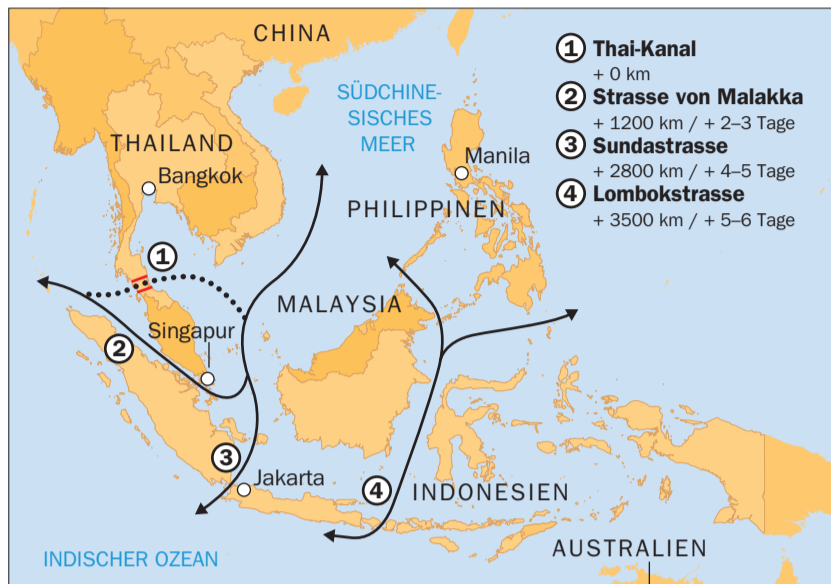 CHINA
SÜDCHINE-
SISCHES
MEER
THAILAND
Bangkok
Manila
PHILIPPINEN
1
MALAYSIA
Singapur
2
3
Jakarta
4
INDONESIEN
INDISCHER OZEAN
AUSTRALIEN
1 Thai-Kanal
+ 0 km
2 Strasse von Malakka
+ 1200 km / + 2–3 Tage
3 Sundastrasse
+ 2800 km / + 4–5 Tage
4 Lombokstrasse
+ 3500 km / + 5–6 Tage